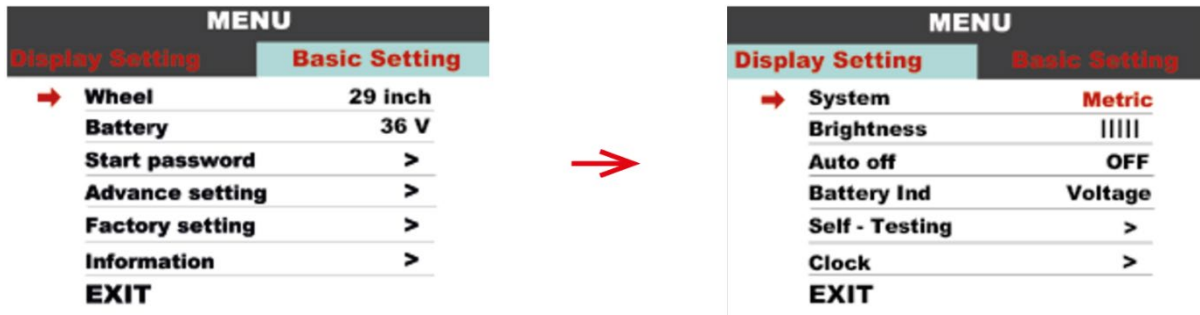 MENU
Display Setting Basic Setting
Wheel 29 inch
Battery 36 V
Start password >
Advance setting >
Factory setting >
Information >
EXIT
MENU
Display Setting Basic Setting
System Metric
Brightness |||||
Auto off OFF
Battery Ind Voltage
Self - Testing >
Clock >
EXIT